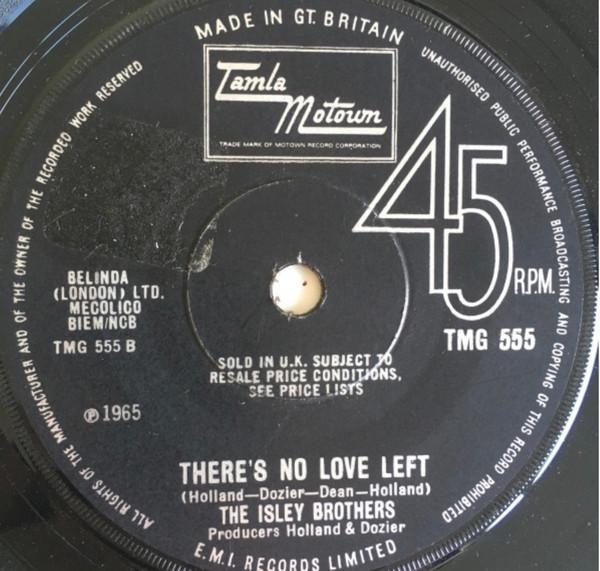 MADE IN GT. BRITAIN
Tamla
Motown
TRADE MARK OF MOTOWN RECORD CORPORATION
45
R.P.M.
TMG 555
BELINDA
(LONDON) LTD.
MECOLICO
BIEM/NCB
TMG 555 B
℗ 1965
SOLD IN U.K. SUBJECT TO
RESALE PRICE CONDITIONS,
SEE PRICE LISTS
THERE'S NO LOVE LEFT
(Holland—Dozier—Dean—Holland)
THE ISLEY BROTHERS
Producers Holland & Dozier
E.M.I. RECORDS LIMITED
ALL RIGHTS OF THE MANUFACTURER AND OF THE OWNER OF THE RECORDED WORK RESERVED
UNAUTHORISED PUBLIC PERFORMANCE BROADCASTING AND COPYING OF THIS RECORD PROHIBITED